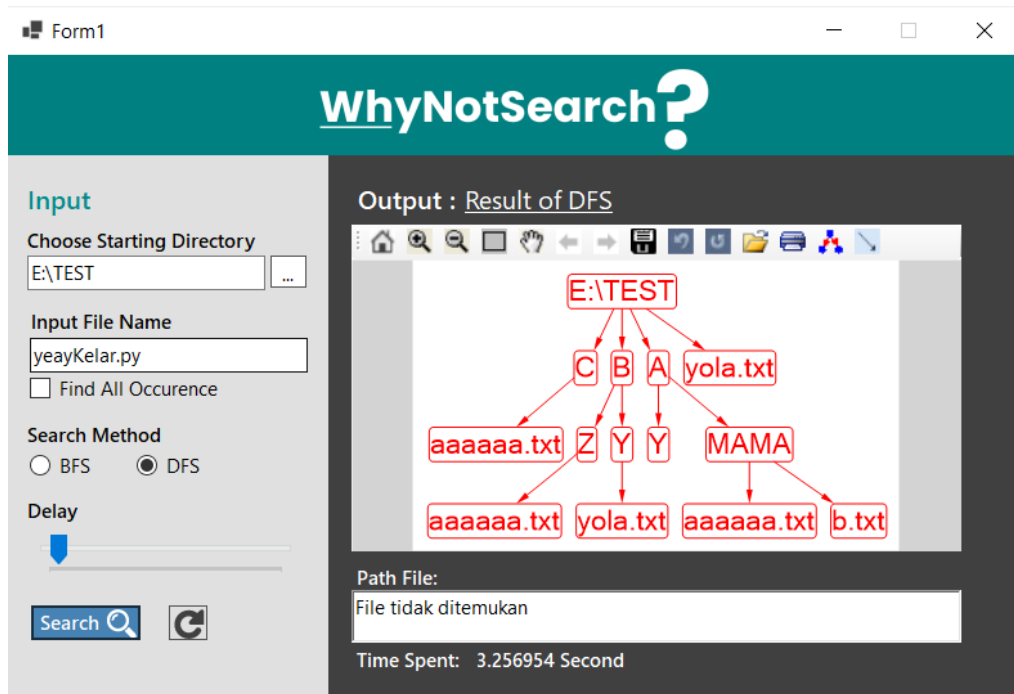 Form1
WhyNotSearch?
Input
Choose Starting Directory
E:\TEST
...
Input File Name
yeayKelar.py
Find All Occurence
Search Method
BFS DFS
Delay
Search
Output : Result of DFS
E:\TEST
C B A yola.txt
aaaaaa.txt Z Y Y MAMA
aaaaaa.txt yola.txt aaaaaa.txt b.txt
Path File:
File tidak ditemukan
Time Spent: 3.256954 Second